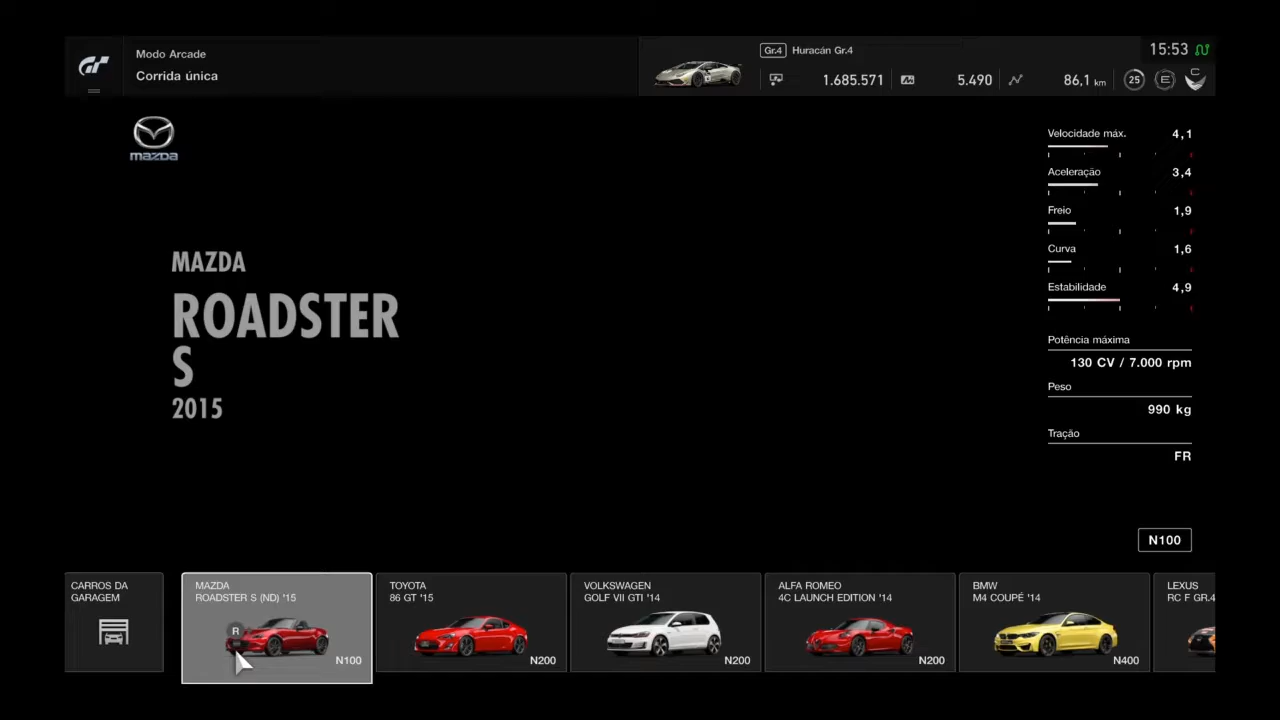 GT
Modo Arcade
Corrida única
Gr.4 Huracán Gr.4
1.685.571
5.490
86,1 km
25
E
C
15:53
mazda
MAZDA
ROADSTER
S
2015
Velocidade máx. 4,1
Aceleração 3,4
Freio 1,9
Curva 1,6
Estabilidade 4,9
Potência máxima
130 CV / 7.000 rpm
Peso
990 kg
Tração
FR
N100
CARROS DA
GARAGEM
MAZDA
ROADSTER S (ND) '15
R
N100
TOYOTA
86 GT '15
N200
VOLKSWAGEN
GOLF VII GTI '14
N200
ALFA ROMEO
4C LAUNCH EDITION '14
N200
BMW
M4 COUPÉ '14
N400
LEXUS
RC F GR.4